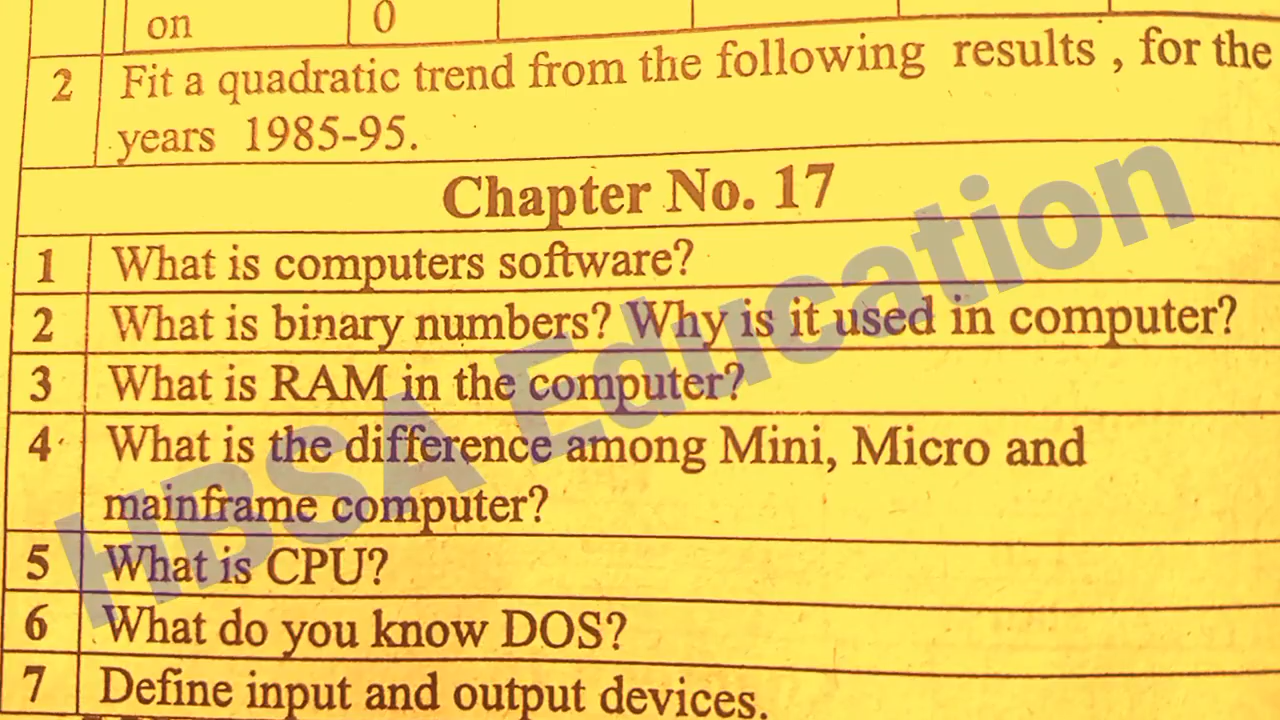 on 0
2 Fit a quadratic trend from the following results , for the
years 1985-95.
Chapter No. 17
1 What is computers software?
2 What is binary numbers? Why is it used in computer?
3 What is RAM in the computer?
4 What is the difference among Mini, Micro and
mainframe computer?
5 What is CPU?
6 What do you know DOS?
7 Define input and output devices.
HBSA Education